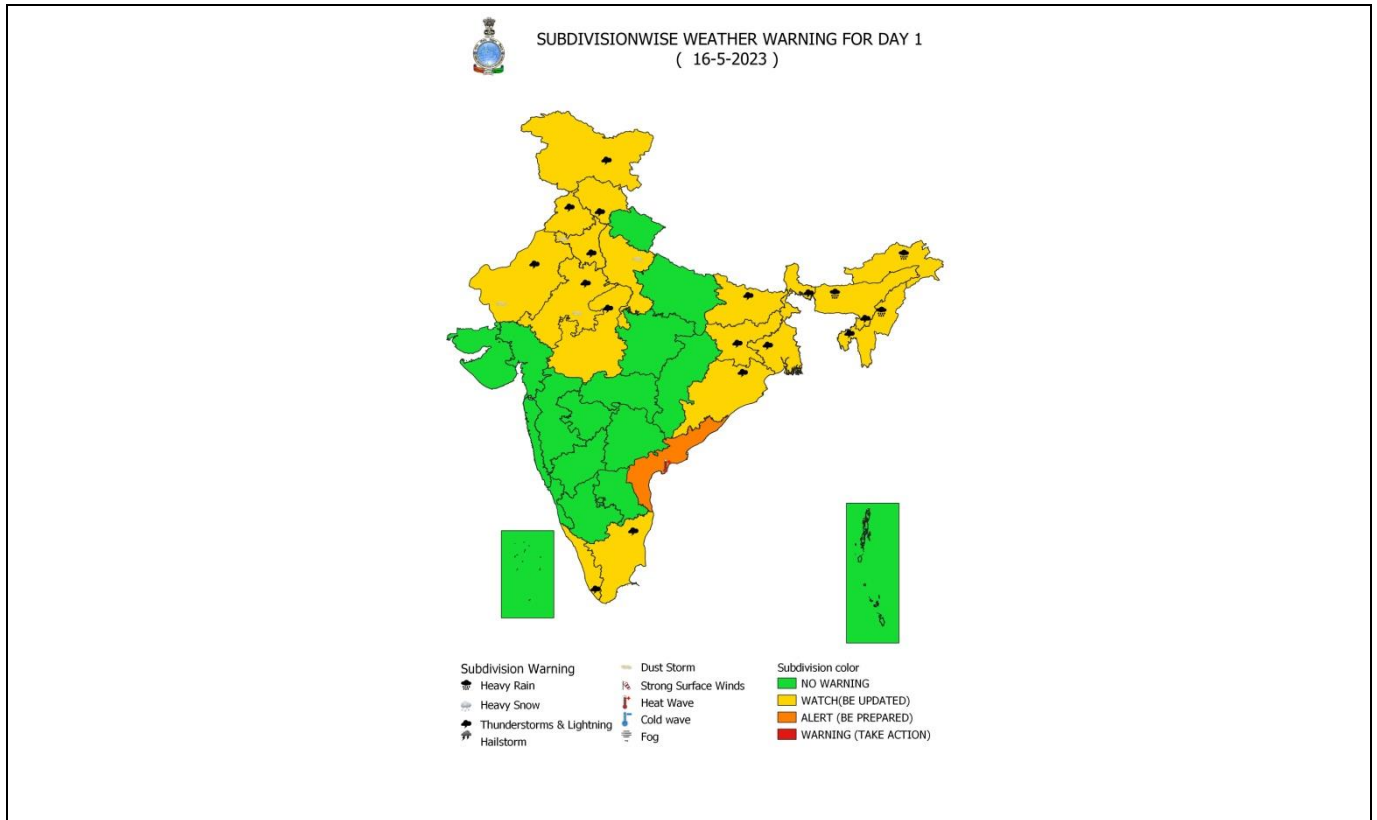 SUBDIVISIONWISE WEATHER WARNING FOR DAY 1
( 16-5-2023 )
Subdivision Warning
Heavy Rain
Heavy Snow
Thunderstorms & Lightning
Hailstorm
Dust Storm
Strong Surface Winds
Heat Wave
Cold wave
Fog
Subdivision color
NO WARNING
WATCH(BE UPDATED)
ALERT (BE PREPARED)
WARNING (TAKE ACTION)